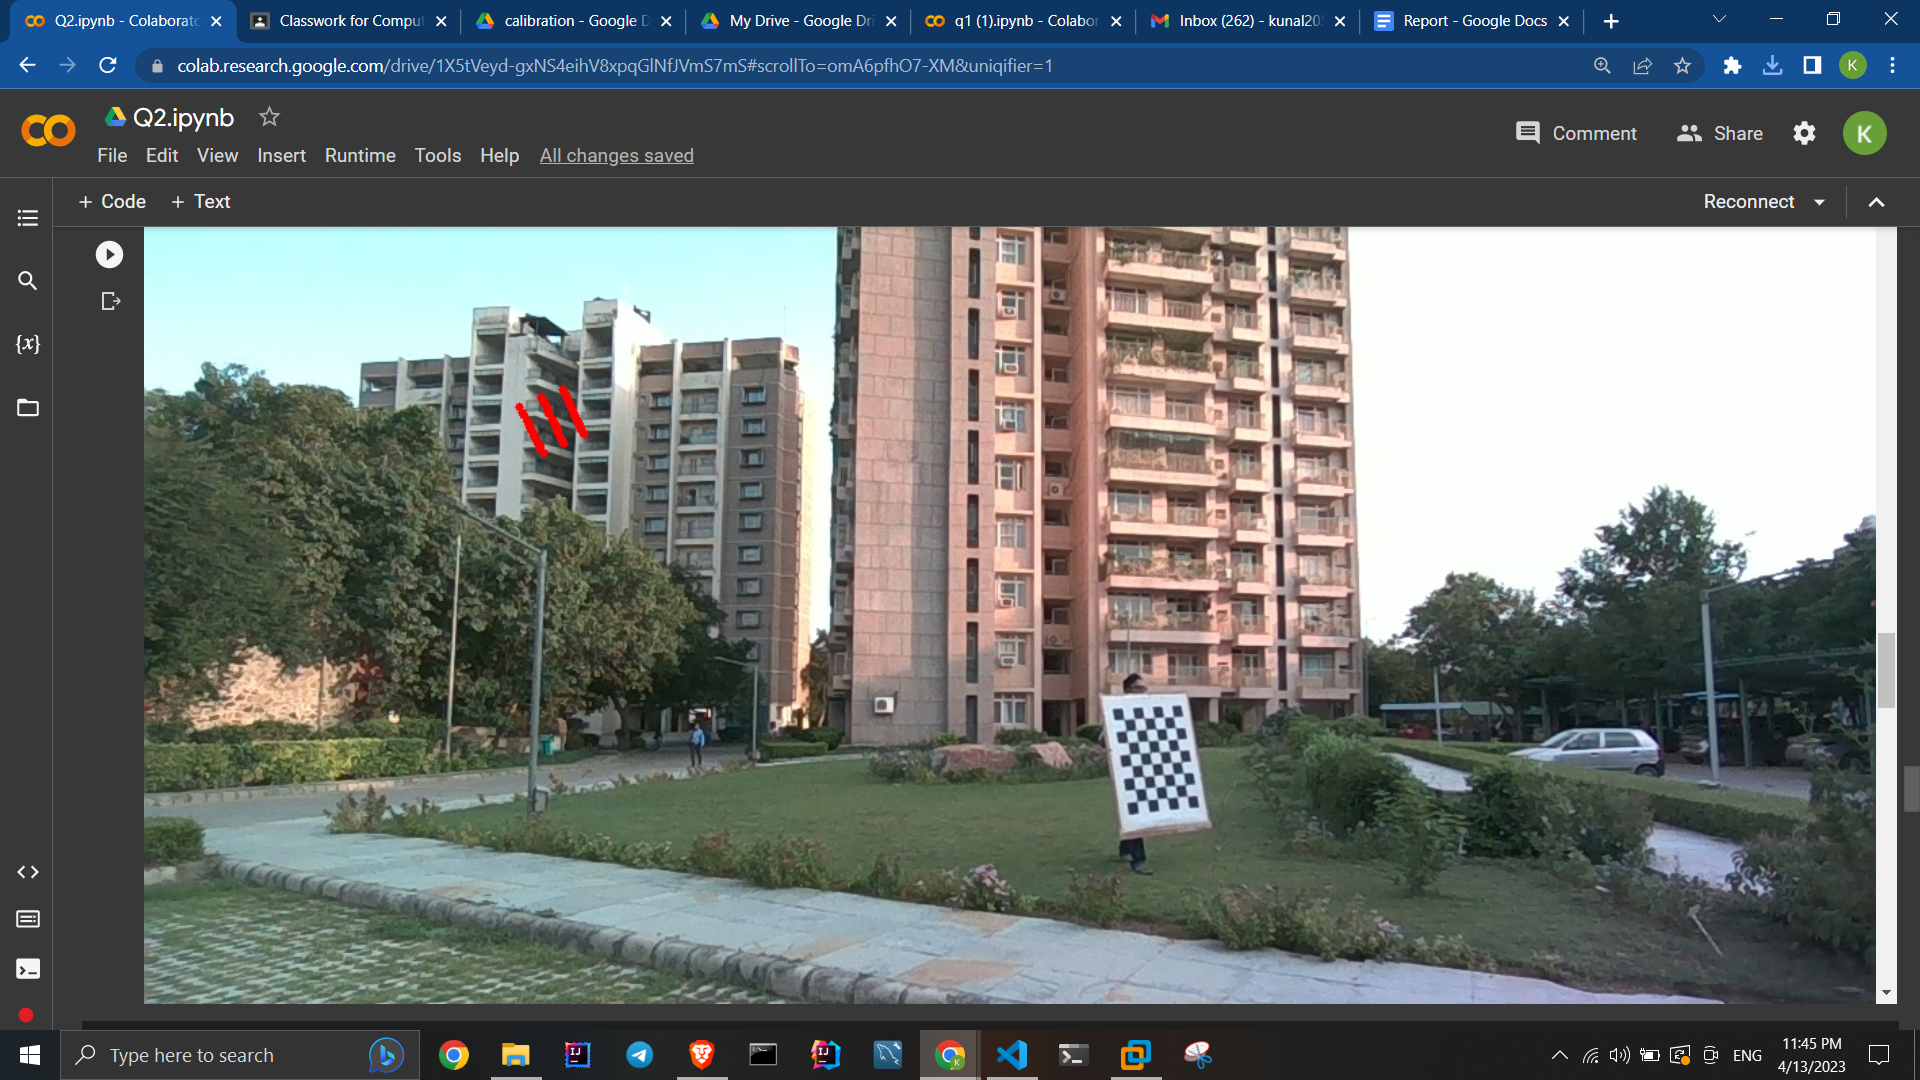 Q2.ipynb - Colaborato
Classwork for Comput
calibration - Google D
My Drive - Google Dri
q1 (1).ipynb - Colabor
Inbox (262) - kunal205
Report - Google Docs
colab.research.google.com/drive/1X5tVeyd-gxNS4eihV8xpqGlNfJVmS7mS#scrollTo=omA6pfhO7-XM&uniqifier=1
K
Q2.ipynb
File Edit View Insert Runtime Tools Help All changes saved
Comment
Share
K
+ Code
+ Text
Reconnect
{x}
Type here to search
ENG
11:45 PM
4/13/2023